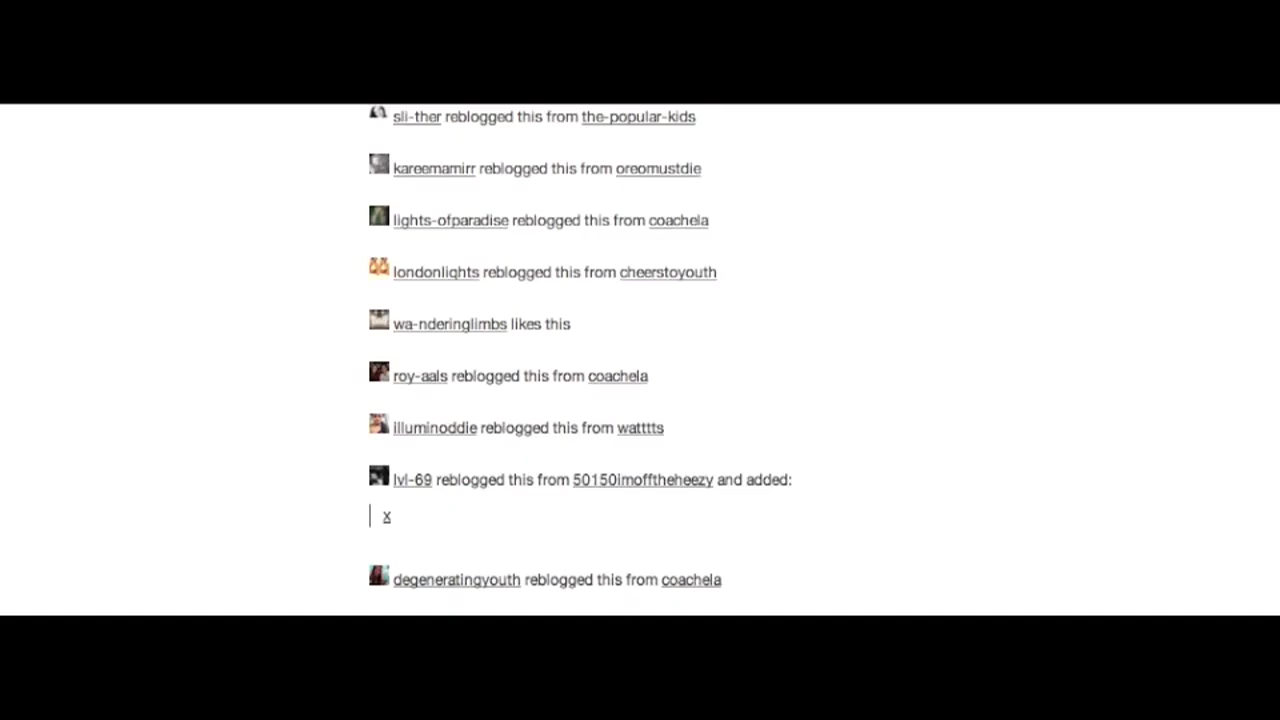 sli-ther reblogged this from the-popular-kids
kareemamirr reblogged this from oreomustdie
lights-ofparadise reblogged this from coachela
londonlights reblogged this from cheerstoyouth
wa-nderinglimbs likes this
roy-aals reblogged this from coachela
illuminoddie reblogged this from watttts
lvl-69 reblogged this from 50150imofftheheezy and added:
x
degeneratingyouth reblogged this from coachela